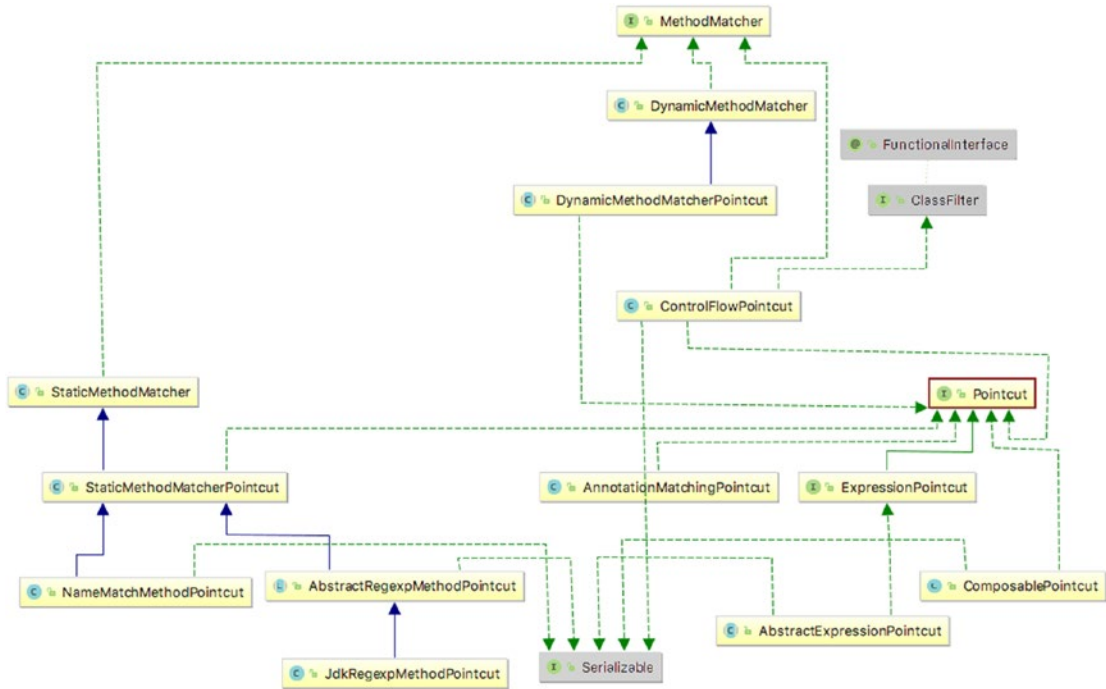 MethodMatcher
DynamicMethodMatcher
FunctionalInterface
DynamicMethodMatcherPointcut
ClassFilter
ControlFlowPointcut
StaticMethodMatcher
Pointcut
StaticMethodMatcherPointcut
AnnotationMatchingPointcut
ExpressionPointcut
NameMatchMethodPointcut
AbstractRegexpMethodPointcut
ComposablePointcut
AbstractExpressionPointcut
JdkRegexpMethodPointcut
Serializable